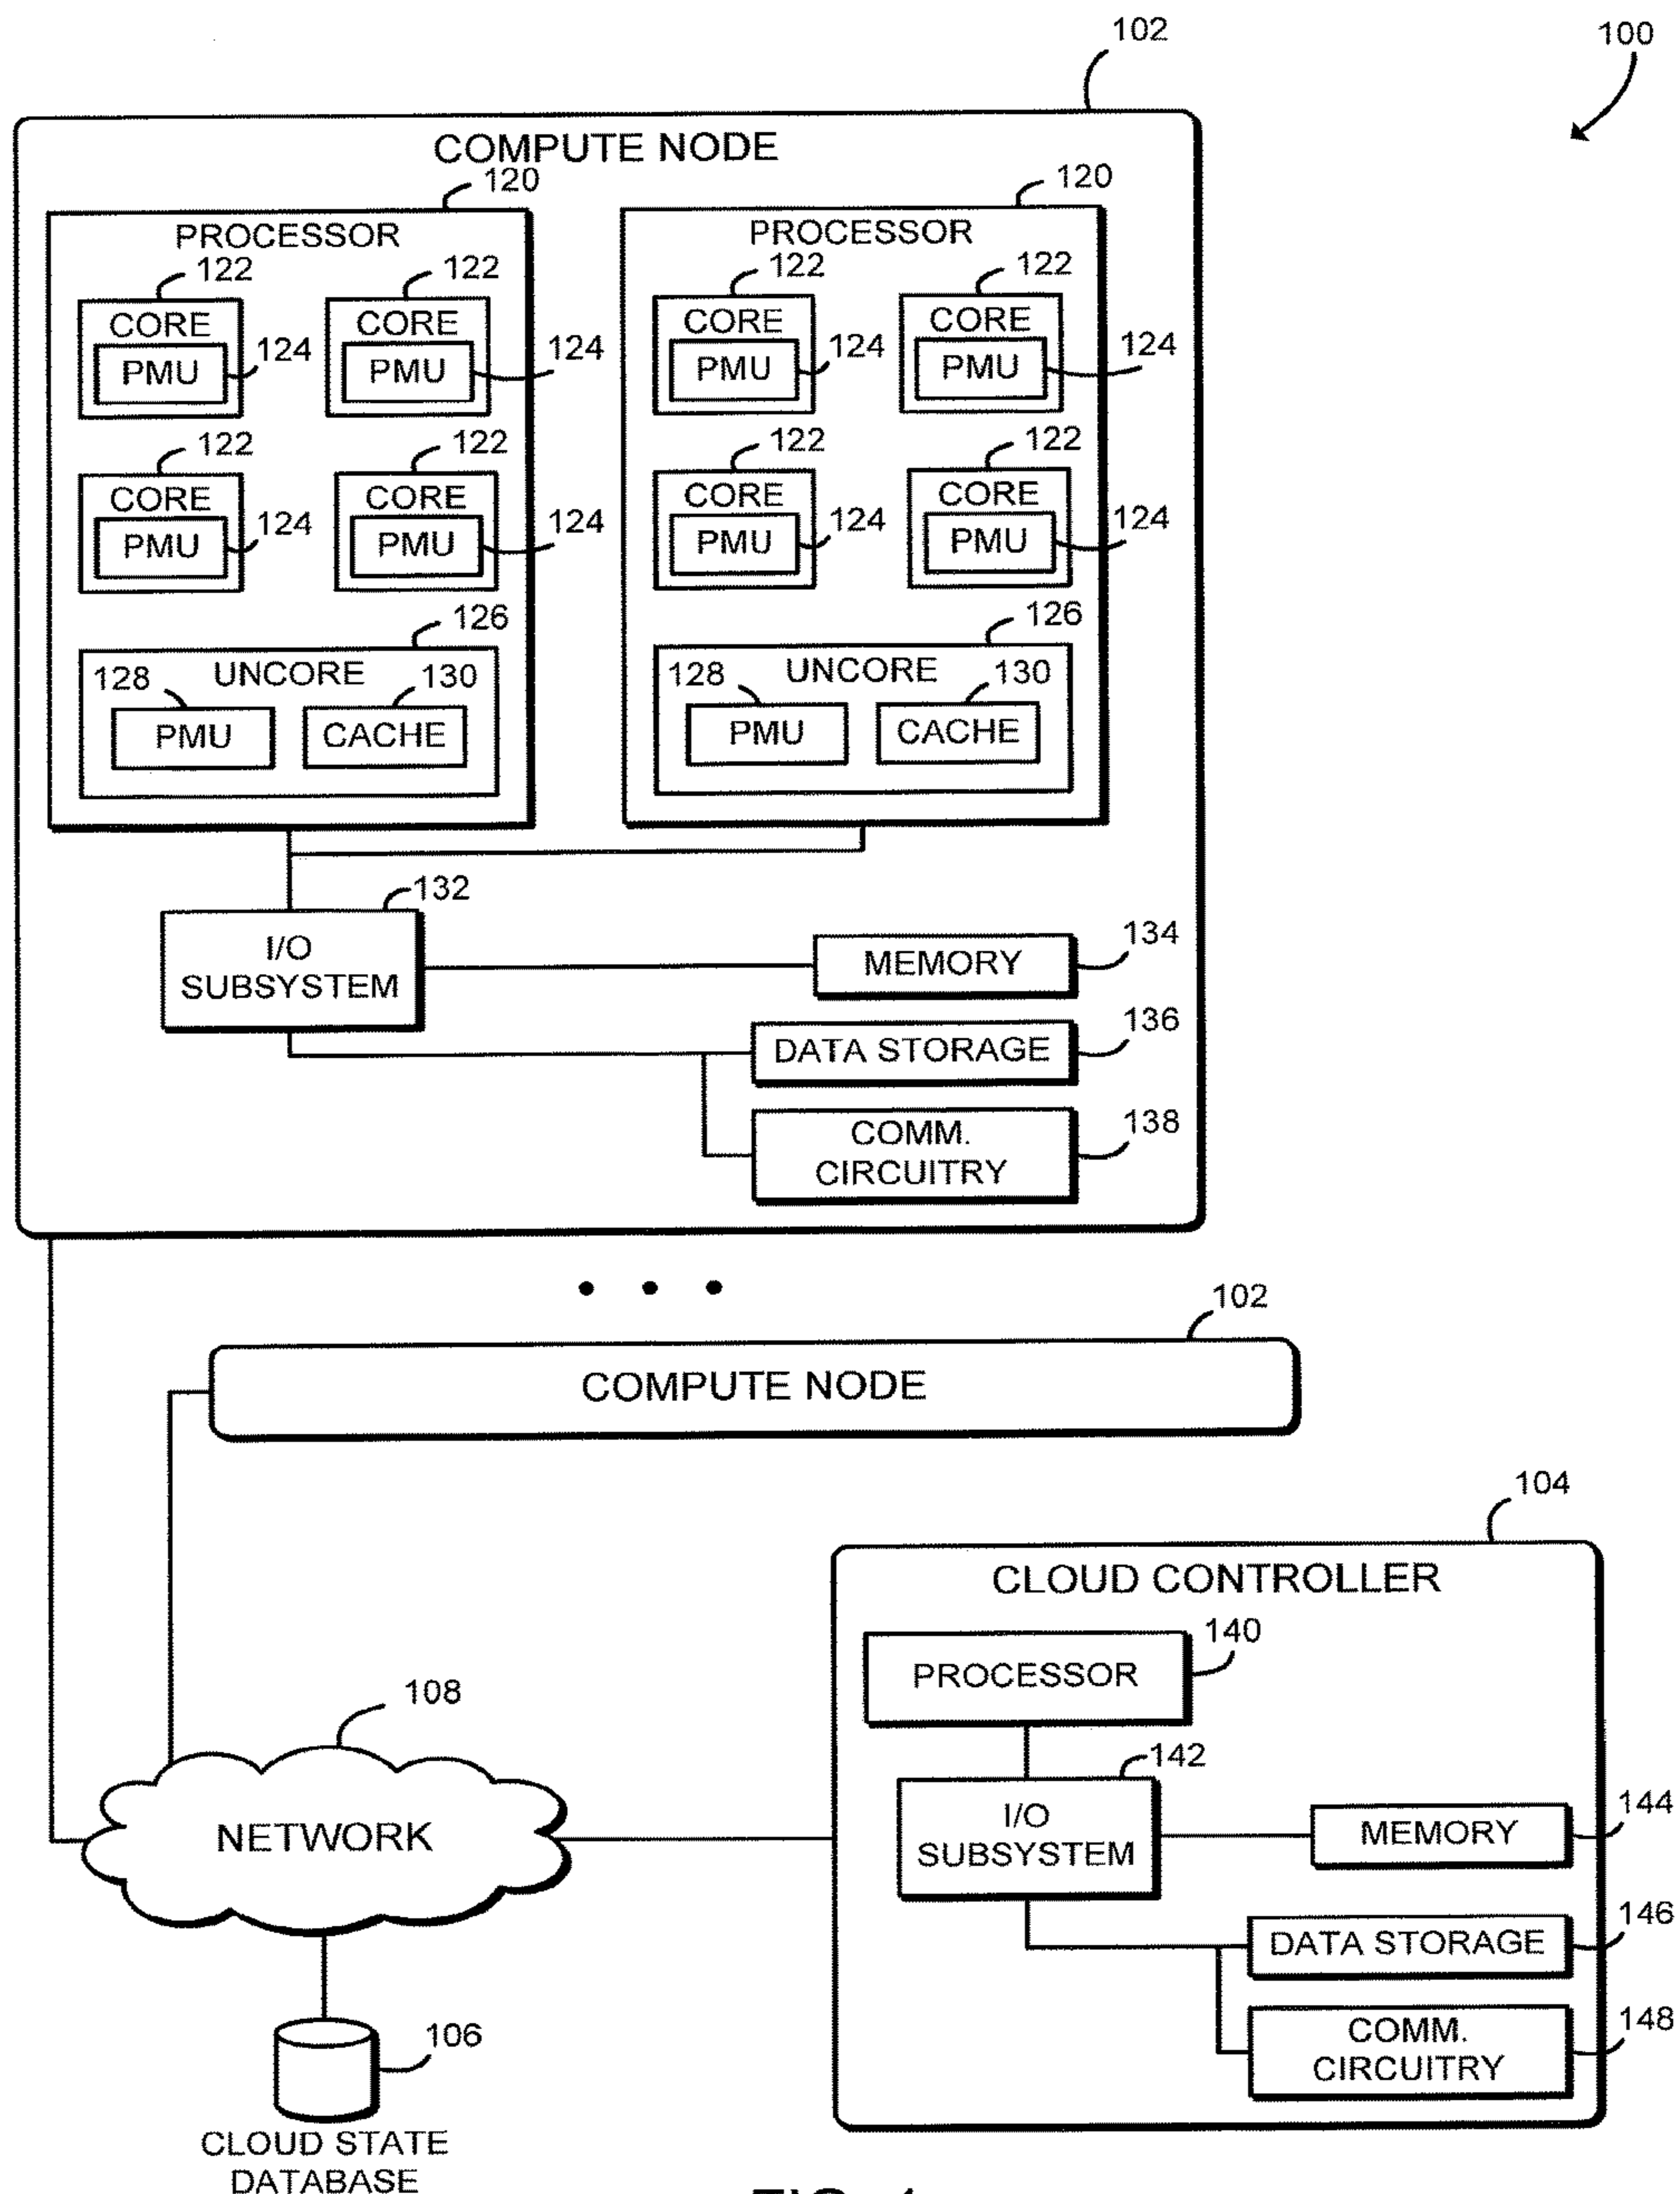 102
100
COMPUTE NODE
120
120
PROCESSOR
PROCESSOR
122
122
122
122
CORE
CORE
CORE
CORE
PMU
124
PMU
124
PMU
124
PMU
124
122
122
122
122
CORE
CORE
CORE
CORE
PMU
124
PMU
124
PMU
124
PMU
124
126
126
128
UNCORE
130
128
UNCORE
130
PMU
CACHE
PMU
CACHE
132
I/O
SUBSYSTEM
MEMORY
134
DATA STORAGE
136
COMM.
CIRCUITRY
138
102
COMPUTE NODE
104
CLOUD CONTROLLER
140
PROCESSOR
108
142
NETWORK
I/O
SUBSYSTEM
MEMORY
144
DATA STORAGE
146
COMM.
CIRCUITRY
148
106
CLOUD STATE
DATABASE